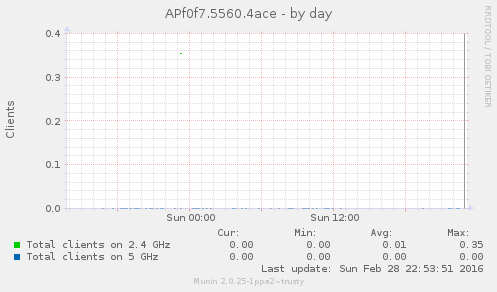 APf0f7.5560.4ace - by day
RRDTOOL / TOBI OETIKER
Clients
0.4
0.3
0.2
0.1
0.0
Sun 00:00 Sun 12:00
Cur: Min: Avg: Max:
Total clients on 2.4 GHz 0.00 0.00 0.01 0.35
Total clients on 5 GHz 0.00 0.00 0.00 0.00
Last update: Sun Feb 28 22:53:51 2016
Munin 2.0.25-1ppa2~trusty